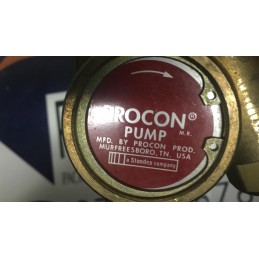 PROCON®
PUMP
M.R.
MFD. BY PROCON PROD.
MURFREESBORO, TN, USA
a Standex company